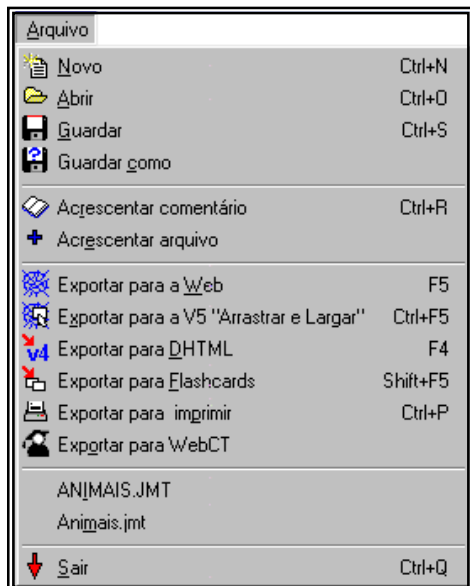 Arquivo
Novo Ctrl+N
Abrir Ctrl+O
Guardar Ctrl+S
Guardar como
Acrescentar comentário Ctrl+R
Acrescentar arquivo
Exportar para a Web F5
Exportar para a V5 "Arrastrar e Largar" Ctrl+F5
v4 Exportar para DHTML F4
Exportar para Flashcards Shift+F5
Exportar para imprimir Ctrl+P
Exportar para WebCT
ANIMAIS.JMT
Animais.jmt
Sair Ctrl+Q